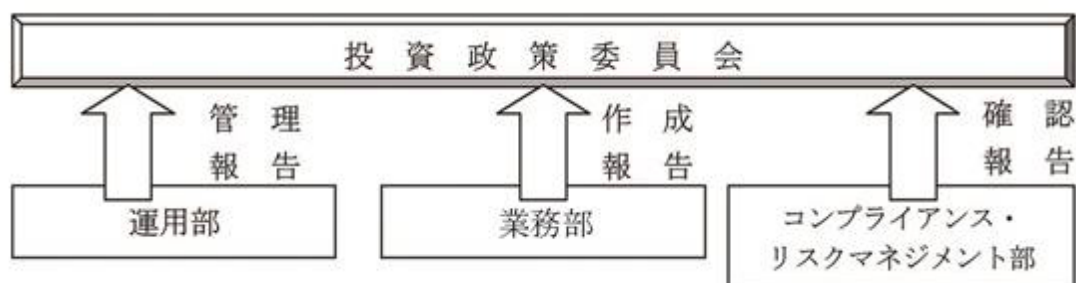 投資政策委員会
管理
報告
作成
報告
確認
報告
運用部
業務部
コンプライアンス・
リスクマネジメント部